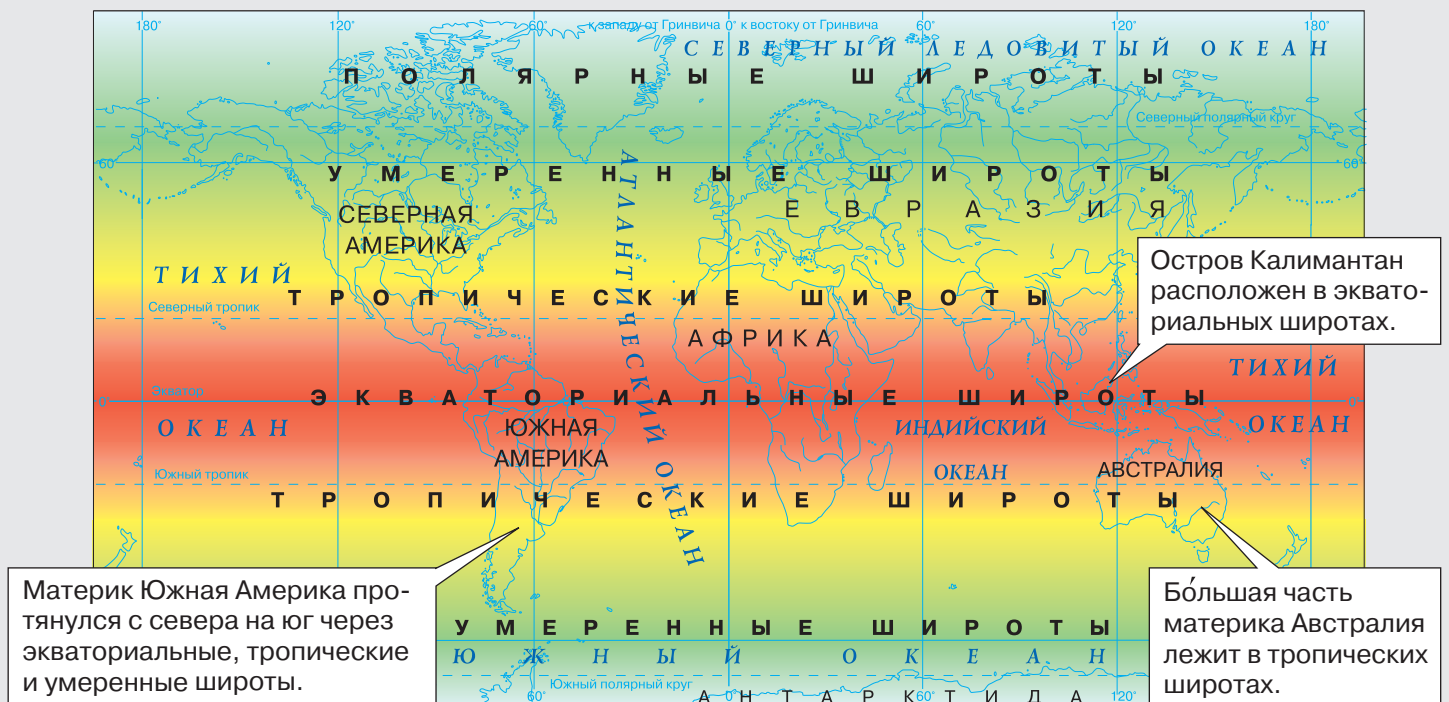 180° 120° 60° к западу от Гринвича 0° к востоку от Гринвича 60° 120° 180°
СЕВЕРНЫЙ ЛЕДОВИТЫЙ ОКЕАН
ПОЛЯРНЫЕ ШИРОТЫ
Северный полярный круг
60° 60°
УМЕРЕННЫЕ ШИРОТЫ
СЕВЕРНАЯ
АМЕРИКА
ЕВРАЗИЯ
АТЛАНТИЧЕСКИЙ ОКЕАН
Остров Калимантан
расположен в эквато-
риальных широтах.
ТИХИЙ
ТРОПИЧЕСКИЕ ШИРОТЫ
Северный тропик
АФРИКА
ТИХИЙ
Экватор
0° 0°
ЭКВАТОРИАЛЬНЫЕ ШИРОТЫ
ОКЕАН
ЮЖНАЯ
АМЕРИКА
ИНДИЙСКИЙ
ОКЕАН
ОКЕАН
АВСТРАЛИЯ
Южный тропик
ТРОПИЧЕСКИЕ ШИРОТЫ
Материк Южная Америка про-
тянулся с севера на юг через
экваториальные, тропические
и умеренные широты.
Бо́льшая часть
материка Австралия
лежит в тропических
широтах.
УМЕРЕННЫЕ ШИРОТЫ
ЮЖНЫЙ ОКЕАН
Южный полярный круг
60° 0° 60° 120°
АНТАРКТИДА